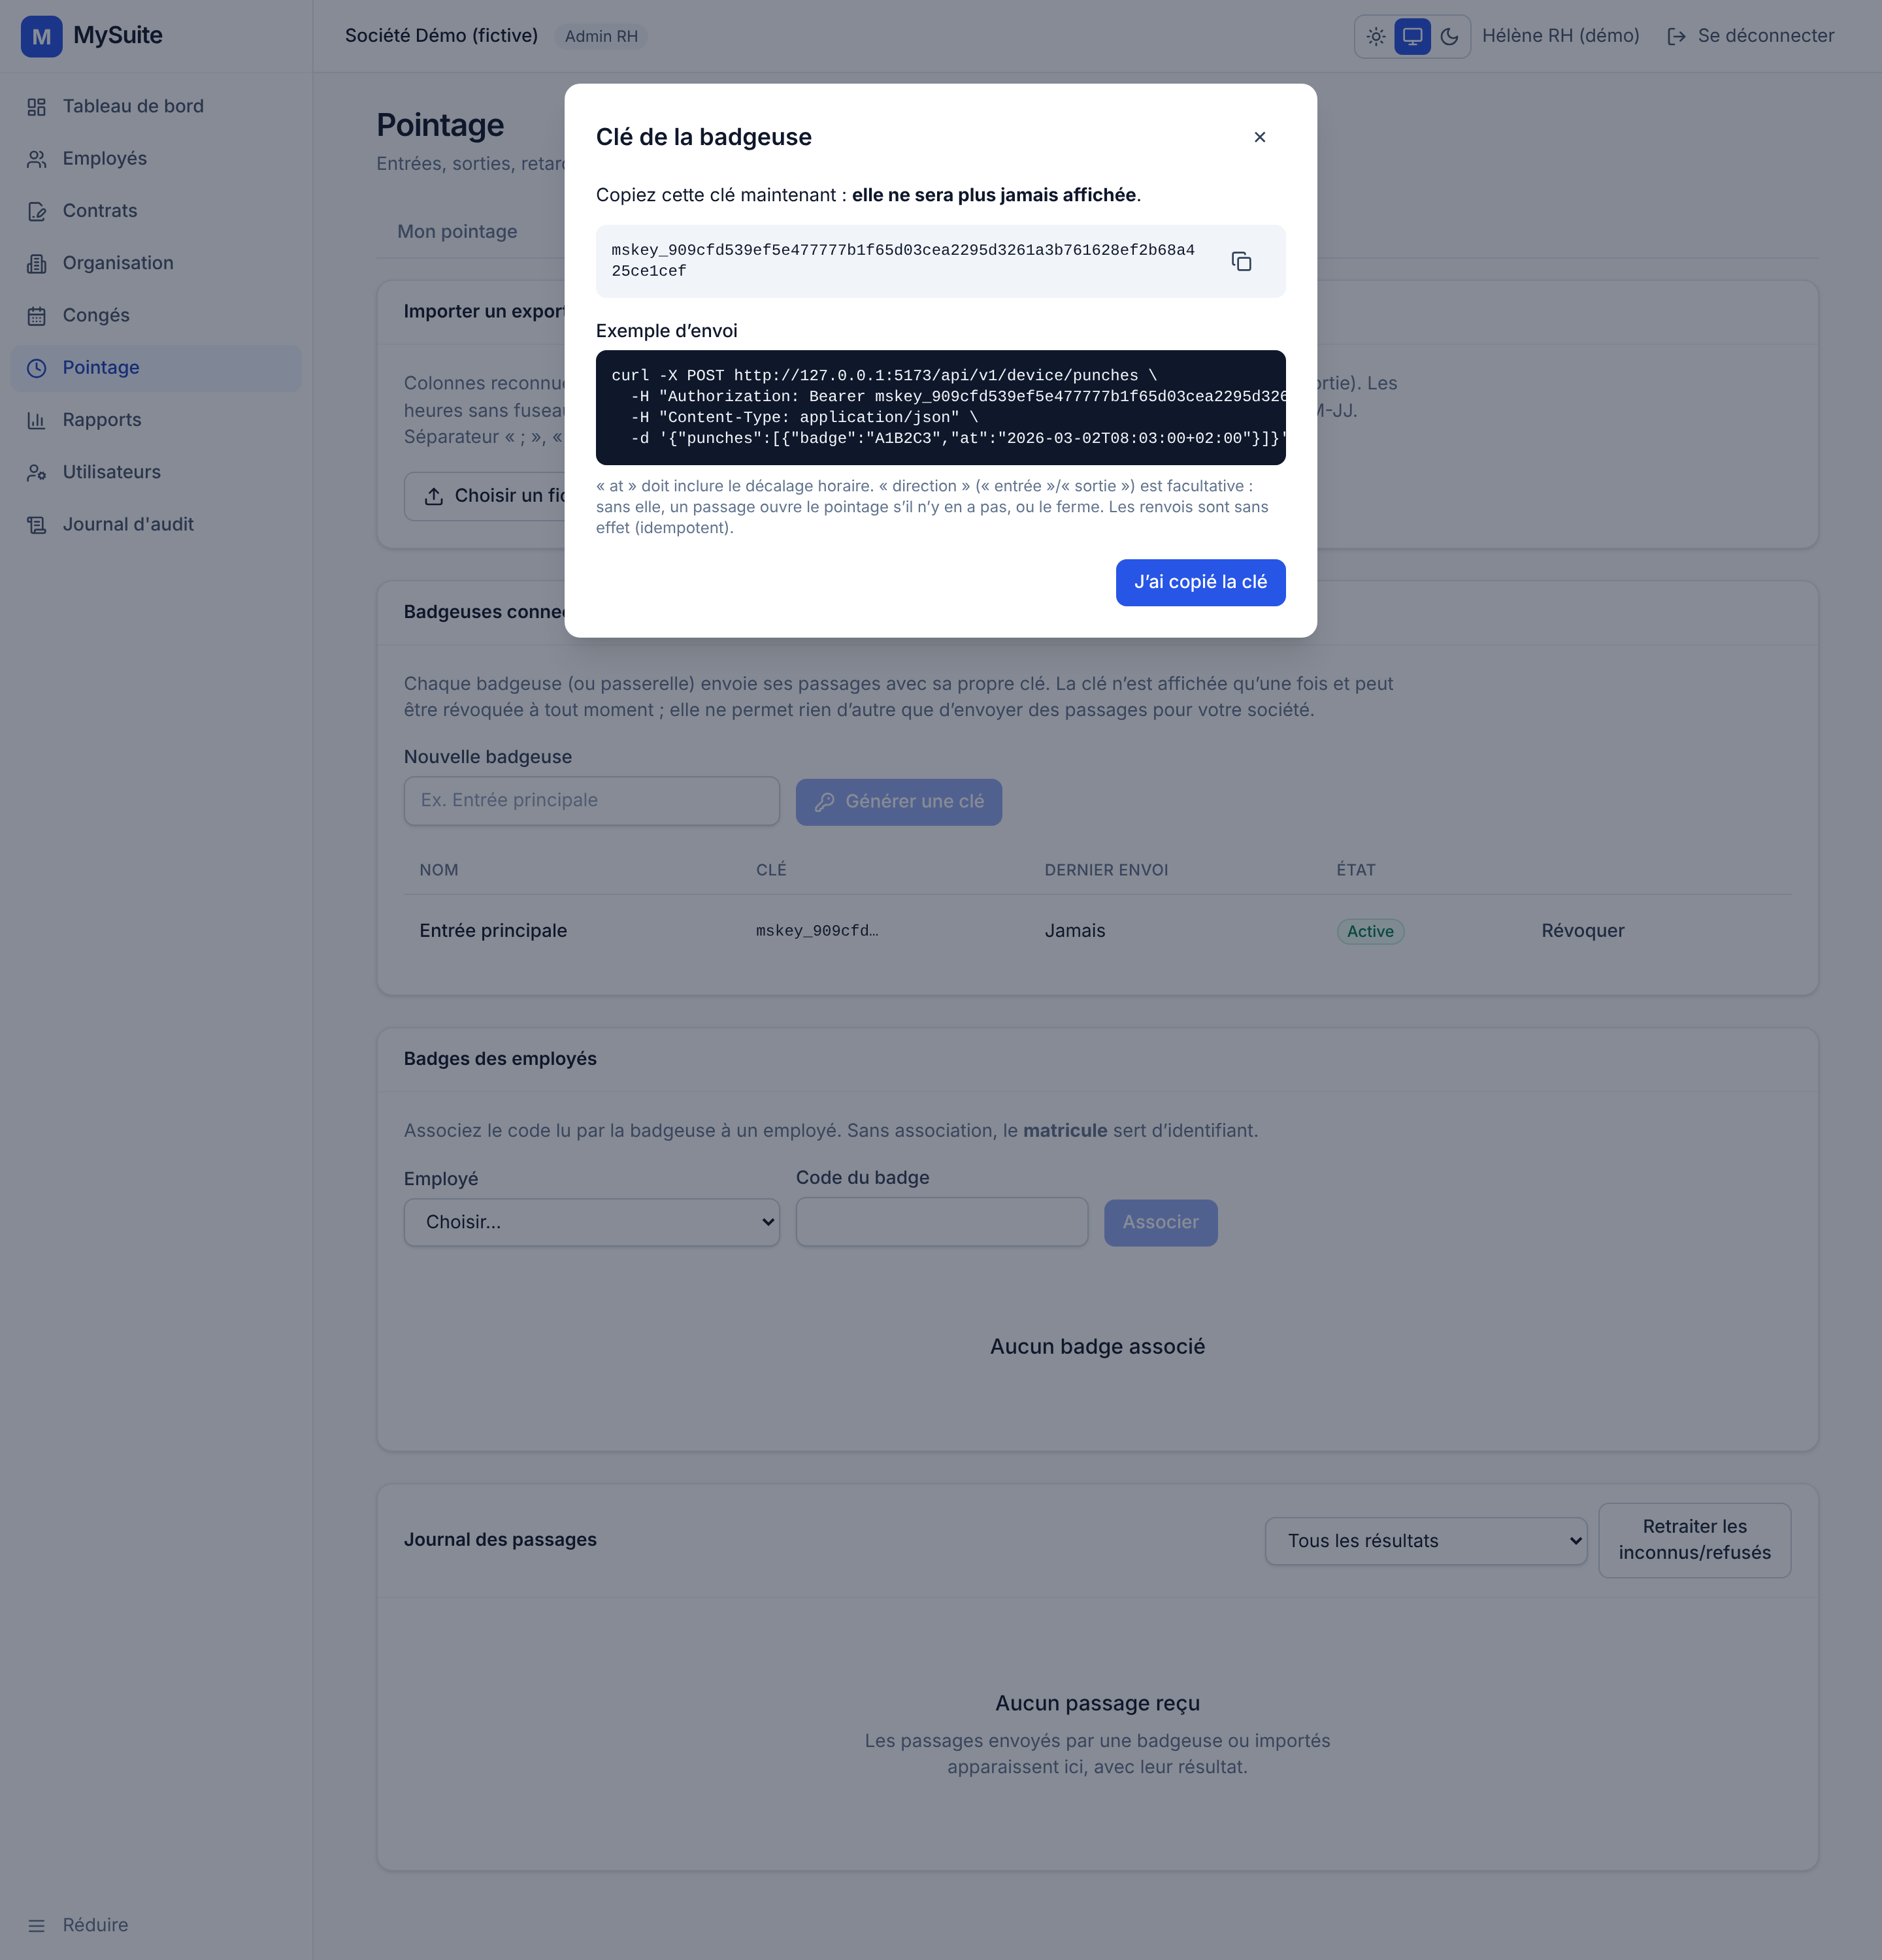 M MySuite
Société Démo (fictive) Admin RH
Hélène RH (démo) Se déconnecter
Tableau de bord
Employés
Contrats
Organisation
Congés
Pointage
Rapports
Utilisateurs
Journal d'audit
Réduire
Pointage
Entrées, sorties,
Mon pointage
Importer un export
Colonnes
Les
heures sans
M-JJ.
Séparateur « ; », «
Choisir un
Clé de la badgeuse
Copiez cette clé maintenant : elle ne sera plus jamais affichée.
mskey_909cfd539ef5e477777b1f65d03cea2295d3261a3b761628ef2b68a4
25ce1cef
Exemple d’envoi
curl -X POST http://127.0.0.1:5173/api/v1/device/punches \
-H "Authorization: Bearer mskey_909cfd539ef5e477777b1f65d03cea2295d326
-H "Content-Type: application/json" \
-d '{"punches":[{"badge":"A1B2C3","at":"2026-03-02T08:03:00+02:00"}]}'
« at » doit inclure le décalage horaire. « direction » (« entrée »/« sortie ») est facultative :
sans elle, un passage ouvre le pointage s’il n’y en a pas, ou le ferme. Les renvois sont sans
effet (idempotent).
J’ai copié la clé
Badgeuses
Chaque badgeuse (ou passerelle) envoie ses passages avec sa propre clé. La clé n’est affichée qu’une fois et peut
être révoquée à tout moment ; elle ne permet rien d’autre que d’envoyer des passages pour votre société.
Nouvelle badgeuse
Ex. Entrée principale
Générer une clé
NOM CLÉ DERNIER ENVOI ÉTAT
Entrée principale mskey_909cfd… Jamais Active Révoquer
Badges des employés
Associez le code lu par la badgeuse à un employé. Sans association, le matricule sert d’identifiant.
Employé Code du badge
Choisir... Associer
Aucun badge associé
Journal des passages
Tous les résultats
Retraiter les
inconnus/refusés
Aucun passage reçu
Les passages envoyés par une badgeuse ou importés
apparaissent ici, avec leur résultat.